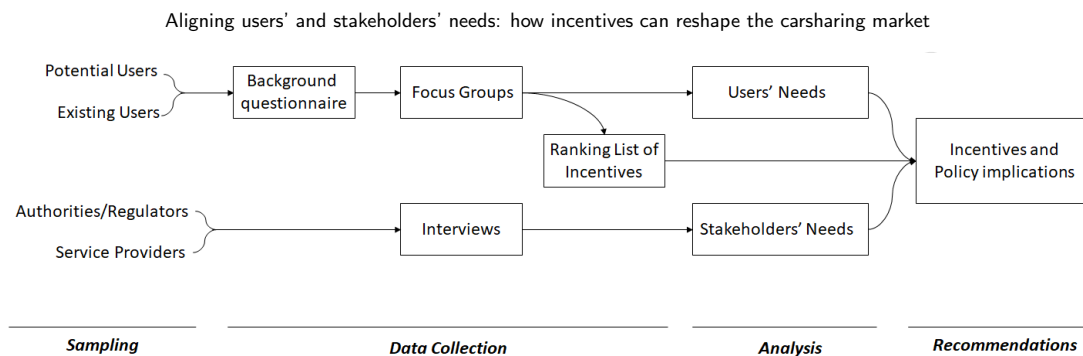 Aligning users' and stakeholders' needs: how incentives can reshape the carsharing market
Potential Users
Existing Users
Background
questionnaire
Focus Groups
Users' Needs
Ranking List of
Incentives
Incentives and
Policy implications
Authorities/Regulators
Service Providers
Interviews
Stakeholders' Needs
Sampling
Data Collection
Analysis
Recommendations